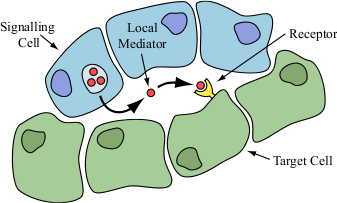 Signalling
Cell
Local
Mediator
Receptor
Target Cell